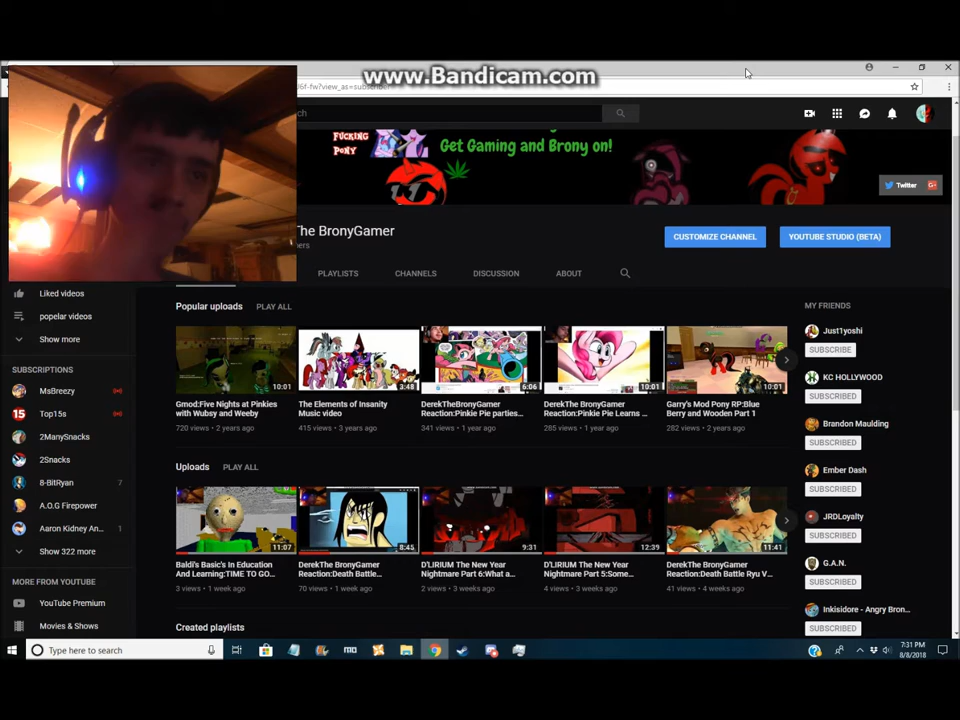 www.Bandicam.com
6f-fw?view_as=subscriber
ch
FUCKING
PONY
Get Gaming and Brony on!
Twitter
The BronyGamer
CUSTOMIZE CHANNEL
YOUTUBE STUDIO (BETA)
PLAYLISTS
CHANNELS
DISCUSSION
ABOUT
Liked videos
popelar videos
Show more
SUBSCRIPTIONS
MsBreezy
Top15s
2ManySnacks
2Snacks
8-BitRyan 7
A.O.G Firepower
Aaron Kidney An... 1
Show 322 more
MORE FROM YOUTUBE
YouTube Premium
Movies & Shows
Popular uploads PLAY ALL
10:01
Gmod:Five Nights at Pinkies
with Wubsy and Weeby
720 views • 2 years ago
3:48
The Elements of Insanity
Music video
415 views • 3 years ago
6:06
DerekTheBronyGamer
Reaction:Pinkie Pie parties...
341 views • 1 year ago
10:01
DerekThe BronyGamer
Reaction:Pinkie Pie Learns ...
285 views • 1 year ago
10:01
Garry's Mod Pony RP:Blue
Berry and Wooden Part 1
282 views • 2 years ago
Uploads PLAY ALL
11:07
Baldi's Basic's In Education
And Learning:TIME TO GO...
3 views • 1 week ago
8:45
DerekThe BronyGamer
Reaction:Death Battle...
70 views • 1 week ago
9:31
D'LIRIUM The New Year
Nightmare Part 6:What a...
2 views • 3 weeks ago
12:39
D'LIRIUM The New Year
Nightmare Part 5:Some...
4 views • 3 weeks ago
11:41
DerekThe BronyGamer
Reaction:Death Battle Ryu V...
41 views • 4 weeks ago
Created playlists
MY FRIENDS
Just1yoshi
SUBSCRIBE
KC HOLLYWOOD
SUBSCRIBED
Brandon Maulding
SUBSCRIBED
Ember Dash
SUBSCRIBED
JRDLoyalty
SUBSCRIBED
G.A.N.
SUBSCRIBED
Inkisidore - Angry Bron...
SUBSCRIBED
Type here to search
7:31 PM
8/8/2018